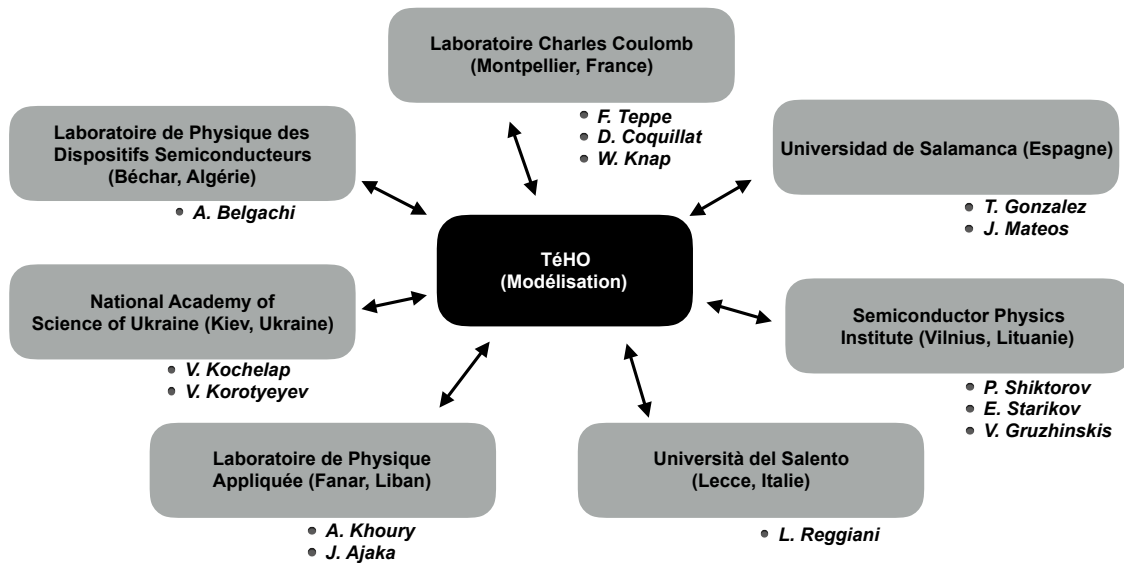 Laboratoire Charles Coulomb
(Montpellier, France)
• F. Teppe
• D. Coquillat
• W. Knap
Laboratoire de Physique des
Dispositifs Semiconducteurs
(Béchar, Algérie)
• A. Belgachi
Universidad de Salamanca (Espagne)
• T. Gonzalez
• J. Mateos
TéHO
(Modélisation)
National Academy of
Science of Ukraine (Kiev, Ukraine)
• V. Kochelap
• V. Korotyeyev
Semiconductor Physics
Institute (Vilnius, Lituanie)
• P. Shiktorov
• E. Starikov
• V. Gruzhinskis
Laboratoire de Physique
Appliquée (Fanar, Liban)
• A. Khoury
• J. Ajaka
Università del Salento
(Lecce, Italie)
• L. Reggiani